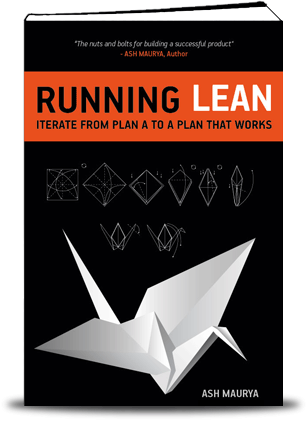 "The nuts and bolts for building a successful product"
- ASH MAURYA, Author
RUNNING LEAN
ITERATE FROM PLAN A TO A PLAN THAT WORKS
ASH MAURYA